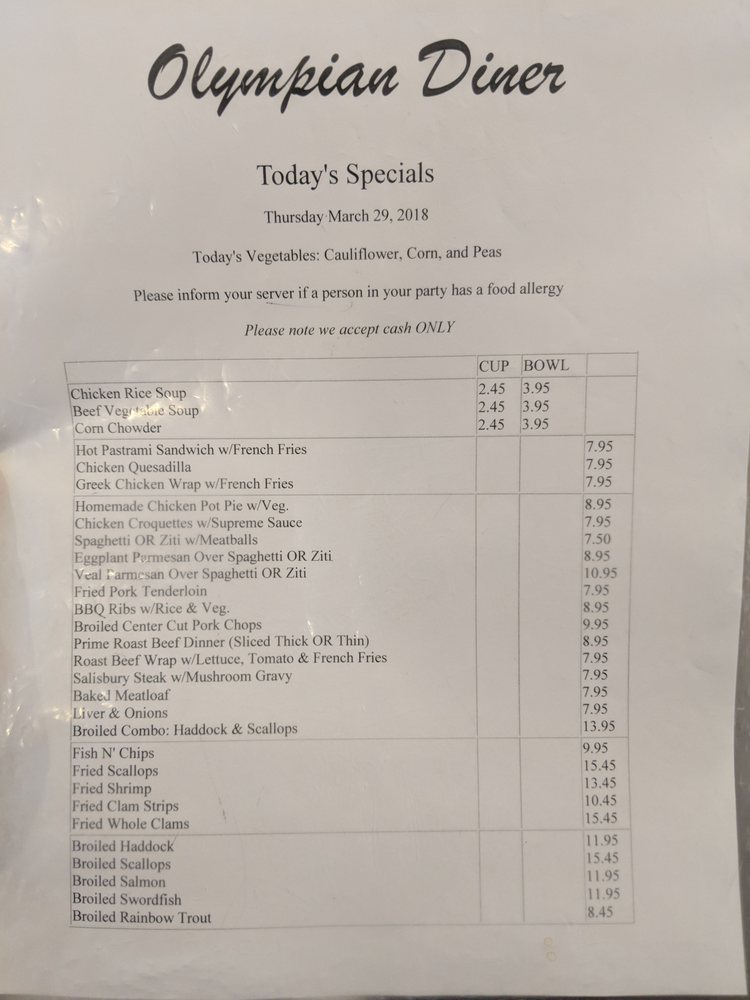 Olympian Diner
Today's Specials
Thursday March 29, 2018
Today's Vegetables: Cauliflower, Corn, and Peas
Please inform your server if a person in your party has a food allergy
Please note we accept cash ONLY
CUP BOWL
Chicken Rice Soup 2.45 3.95
Beef Vegetable Soup 2.45 3.95
Corn Chowder 2.45 3.95
Hot Pastrami Sandwich w/French Fries 7.95
Chicken Quesadilla 7.95
Greek Chicken Wrap w/French Fries 7.95
Homemade Chicken Pot Pie w/Veg. 8.95
Chicken Croquettes w/Supreme Sauce 7.95
Spaghetti OR Ziti w/Meatballs 7.50
Eggplant Parmesan Over Spaghetti OR Ziti 8.95
Veal Parmesan Over Spaghetti OR Ziti 10.95
Fried Pork Tenderloin 7.95
BBQ Ribs w/Rice & Veg. 8.95
Broiled Center Cut Pork Chops 9.95
Prime Roast Beef Dinner (Sliced Thick OR Thin) 8.95
Roast Beef Wrap w/Lettuce, Tomato & French Fries 7.95
Salisbury Steak w/Mushroom Gravy 7.95
Baked Meatloaf 7.95
Liver & Onions 7.95
Broiled Combo: Haddock & Scallops 13.95
Fish N' Chips 9.95
Fried Scallops 15.45
Fried Shrimp 13.45
Fried Clam Strips 10.45
Fried Whole Clams 15.45
Broiled Haddock 11.95
Broiled Scallops 15.45
Broiled Salmon 11.95
Broiled Swordfish 11.95
Broiled Rainbow Trout 8.45